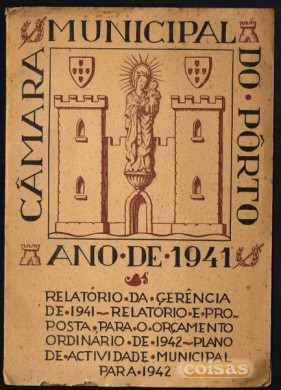 CÂMARA
MUNICIPAL
DO·PÔRTO
ANO·DE·1941
RELATÓRIO·DA·GERÊNCIA
DE·1941~RELATÓRIO·E·PRO-
POSTA·PARA·O·ORÇAMENTO
ORDINÁRIO·DE·1942~PLANO
DE·ACTIVIDADE·MUNICIPAL
PARA·1942
coisas